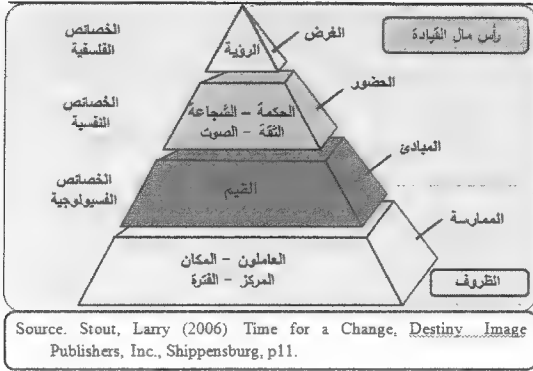 رأس مال القيادة
الغرض
الرؤية
الخصائص
الفلسفية
الحضور
الحكمة – الشجاعة
الثقة – الصوت
الخصائص
النفسية
المبادئ
القيم
الخصائص
الفسيولوجية
الممارسة
العاملون – المكان
المركز – الفترة
الظروف
Source. Stout, Larry (2006) Time for a Change, Destiny Image
Publishers, Inc., Shippensburg, p11.